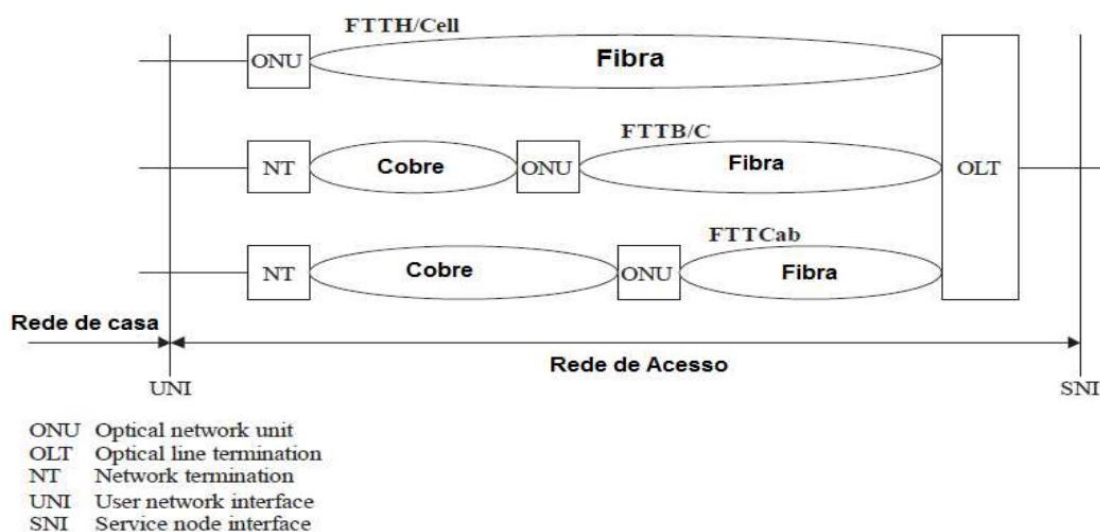 FTTH/Cell
ONU
Fibra
FTTB/C
NT
Cobre
ONU
Fibra
OLT
FTTCab
NT
Cobre
ONU
Fibra
Rede de casa
Rede de Acesso
UNI
SNI
ONU Optical network unit
OLT Optical line termination
NT Network termination
UNI User network interface
SNI Service node interface